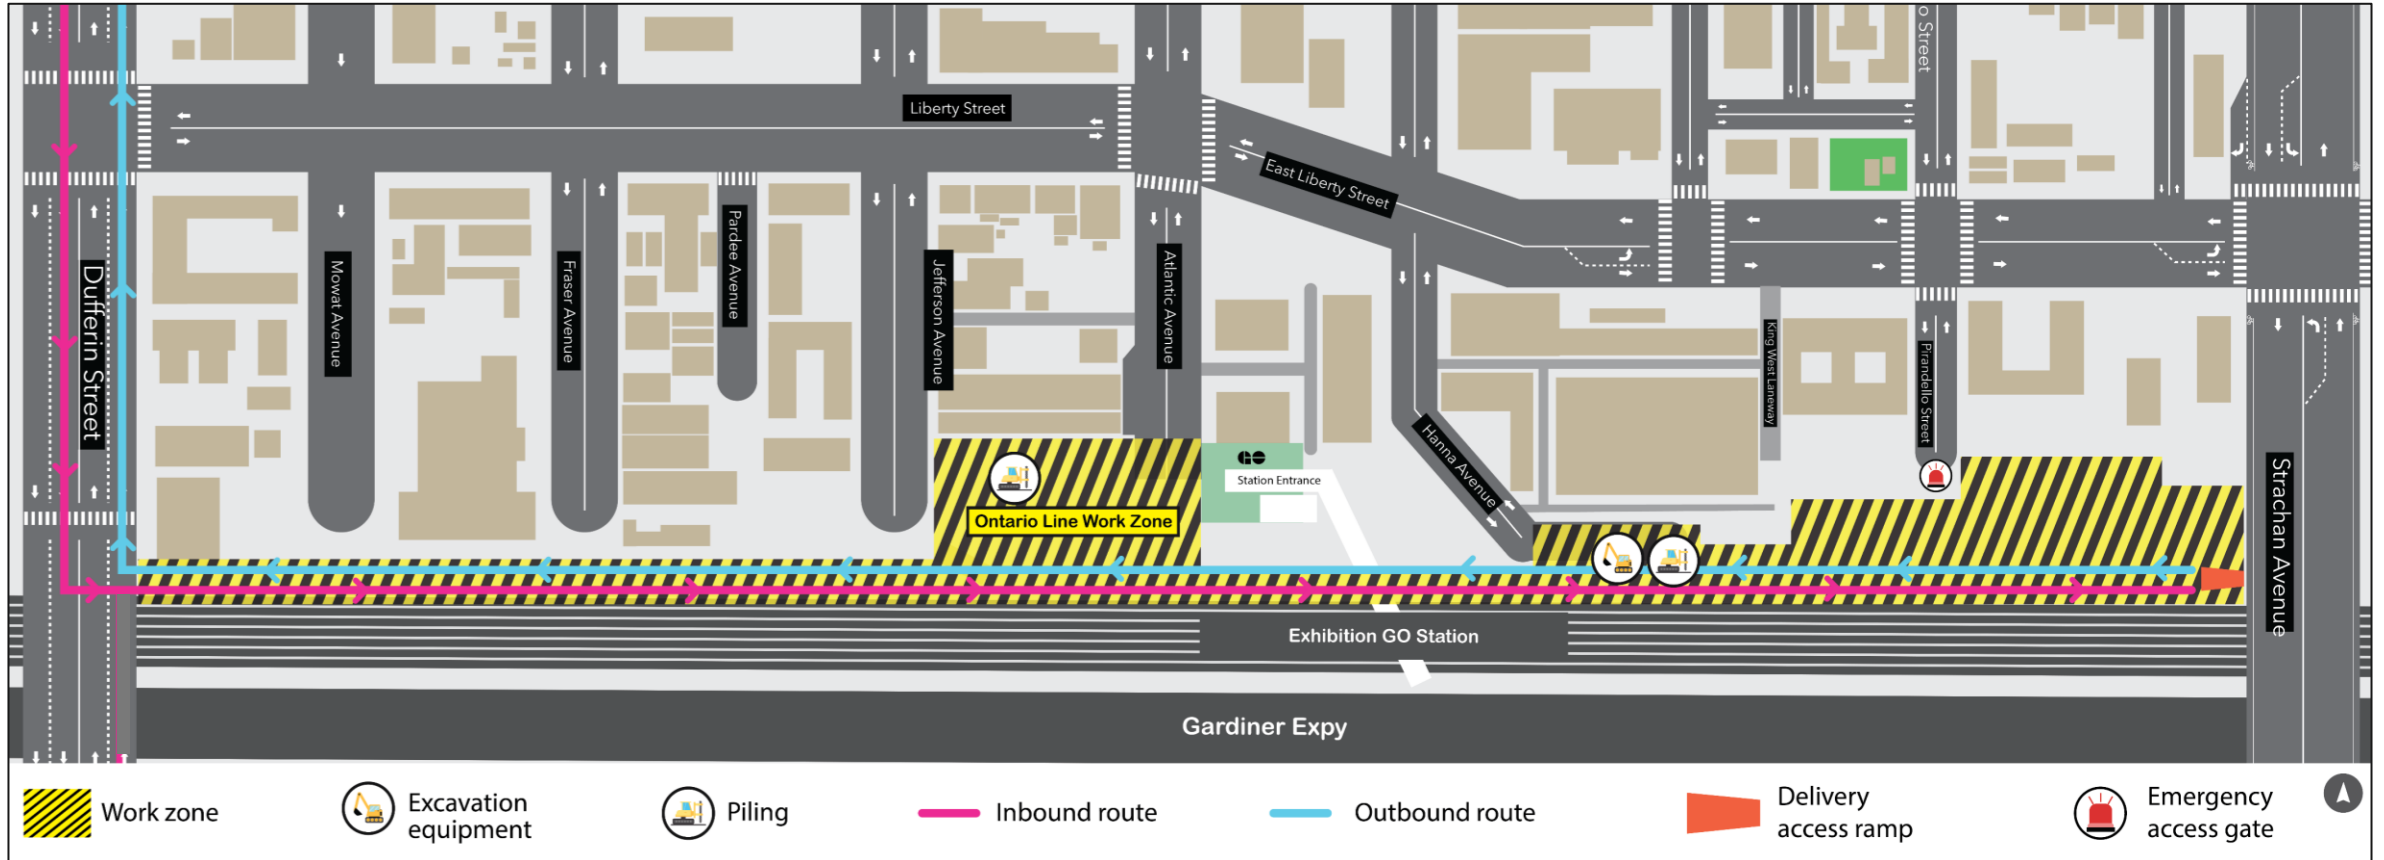 o Street
Liberty Street
East Liberty Street
Dufferin Street
Mowat Avenue
Fraser Avenue
Pardee Avenue
Jefferson Avenue
Atlantic Avenue
Hanna Avenue
King West Laneway
Pirandello Street
Strachan Avenue
GO
Station Entrance
Ontario Line Work Zone
Exhibition GO Station
Gardiner Expy
Work zone
Excavation
equipment
Piling
Inbound route
Outbound route
Delivery
access ramp
Emergency
access gate